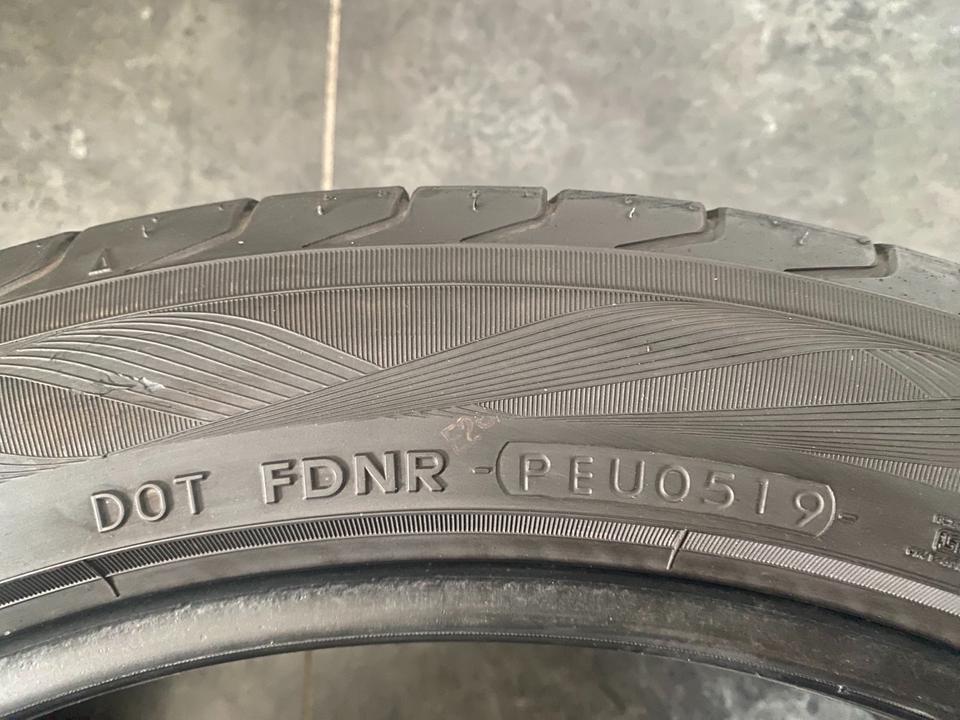 DOT FDNR - PEU0519 -